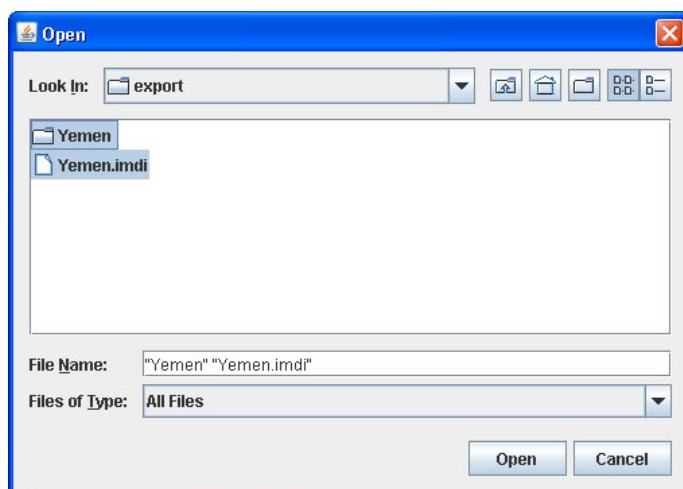 Open
Look In: export
Yemen
Yemen.imdi
File Name: "Yemen" "Yemen.imdi"
Files of Type: All Files
Open Cancel